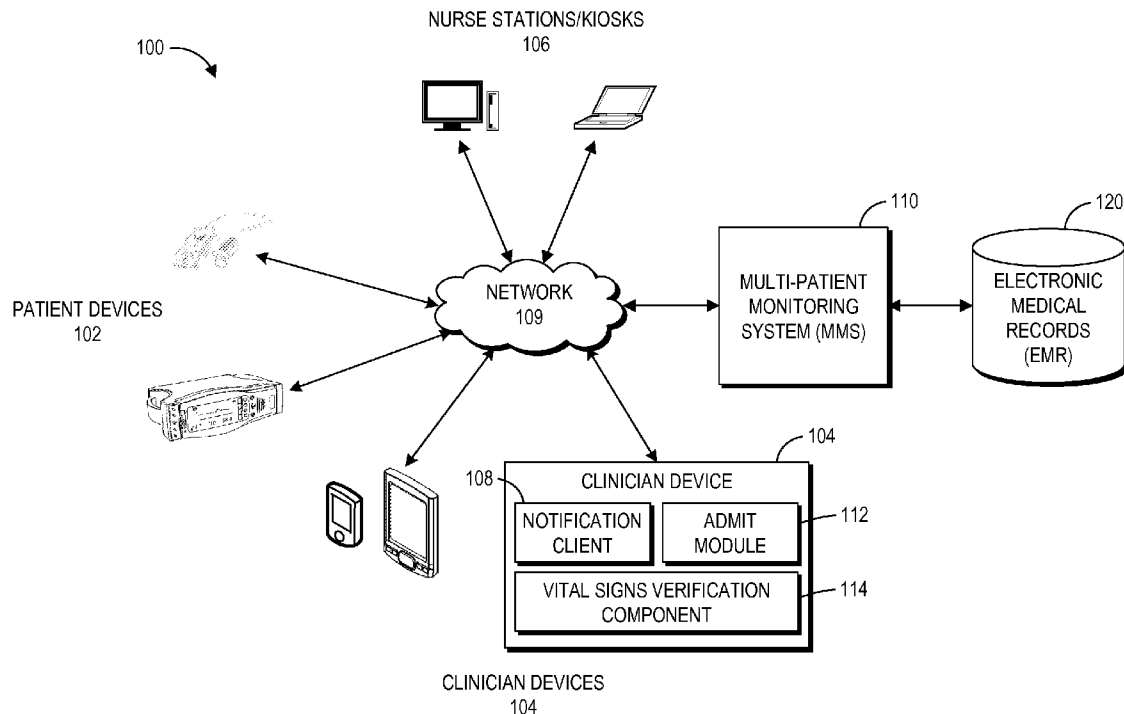 NURSE STATIONS/KIOSKS
106
100
110
120
MULTI-PATIENT
MONITORING
SYSTEM (MMS)
ELECTRONIC
MEDICAL
RECORDS
(EMR)
NETWORK
109
PATIENT DEVICES
102
104
CLINICIAN DEVICE
108
NOTIFICATION
CLIENT
ADMIT
MODULE
112
VITAL SIGNS VERIFICATION
COMPONENT
114
CLINICIAN DEVICES
104